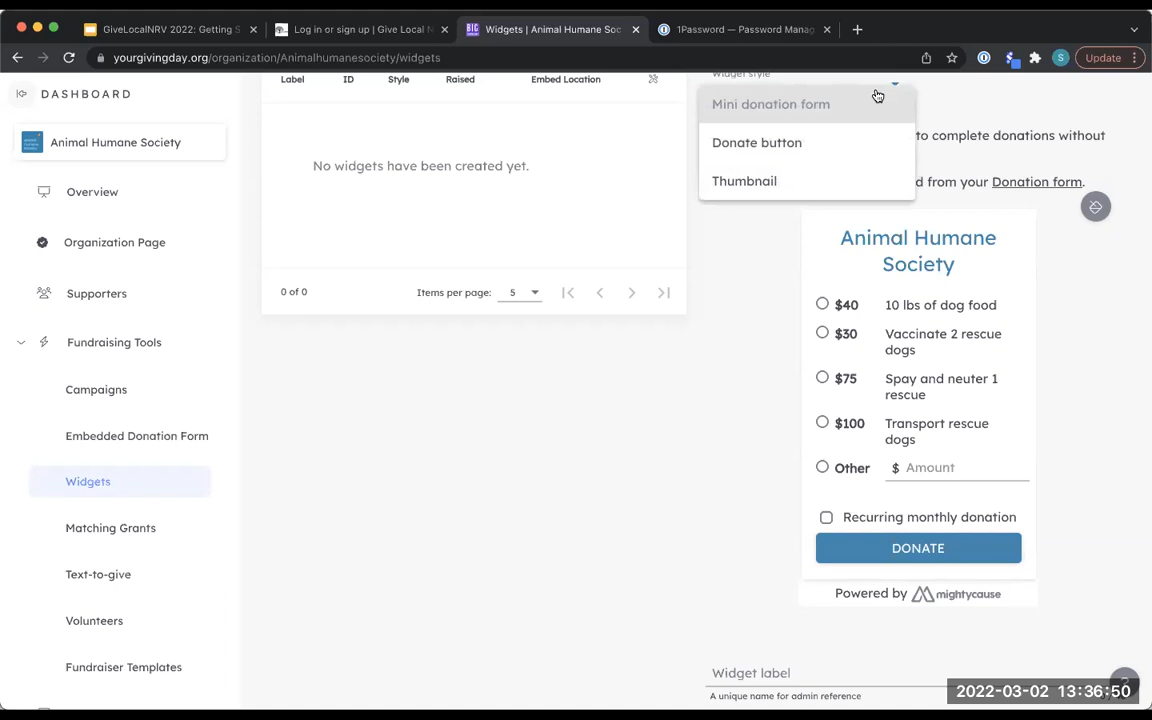 GiveLocalNRV 2022: Getting S
Log in or sign up | Give Local N
BIG
Widgets | Animal Humane Soc
1Password — Password Manag
yourgivingday.org/organization/Animalhumanesociety/widgets
S
Update
DASHBOARD
Animal Humane Society
Overview
Organization Page
Supporters
Fundraising Tools
Campaigns
Embedded Donation Form
Widgets
Matching Grants
Text-to-give
Volunteers
Fundraiser Templates
Label ID Style Raised Embed Location
No widgets have been created yet.
0 of 0 Items per page: 5
Widget style
Mini donation form
Donate button
Thumbnail
to complete donations without
d from your Donation form.
Animal Humane
Society
$40 10 lbs of dog food
$30 Vaccinate 2 rescue
dogs
$75 Spay and neuter 1
rescue
$100 Transport rescue
dogs
Other $ Amount
Recurring monthly donation
DONATE
Powered by mightycause
Widget label
A unique name for admin reference
?
2022-03-02 13:36:50